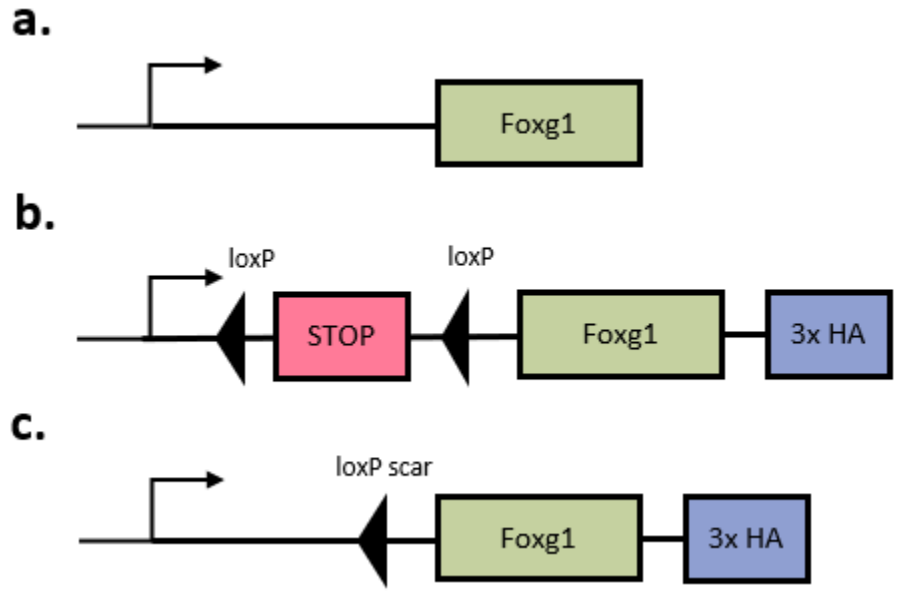 a.
Foxg1
b.
loxP loxP
STOP Foxg1 3x HA
c.
loxP scar
Foxg1 3x HA